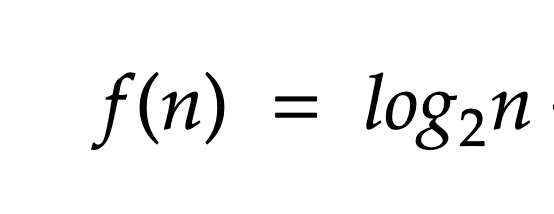 f(n) = log₂n